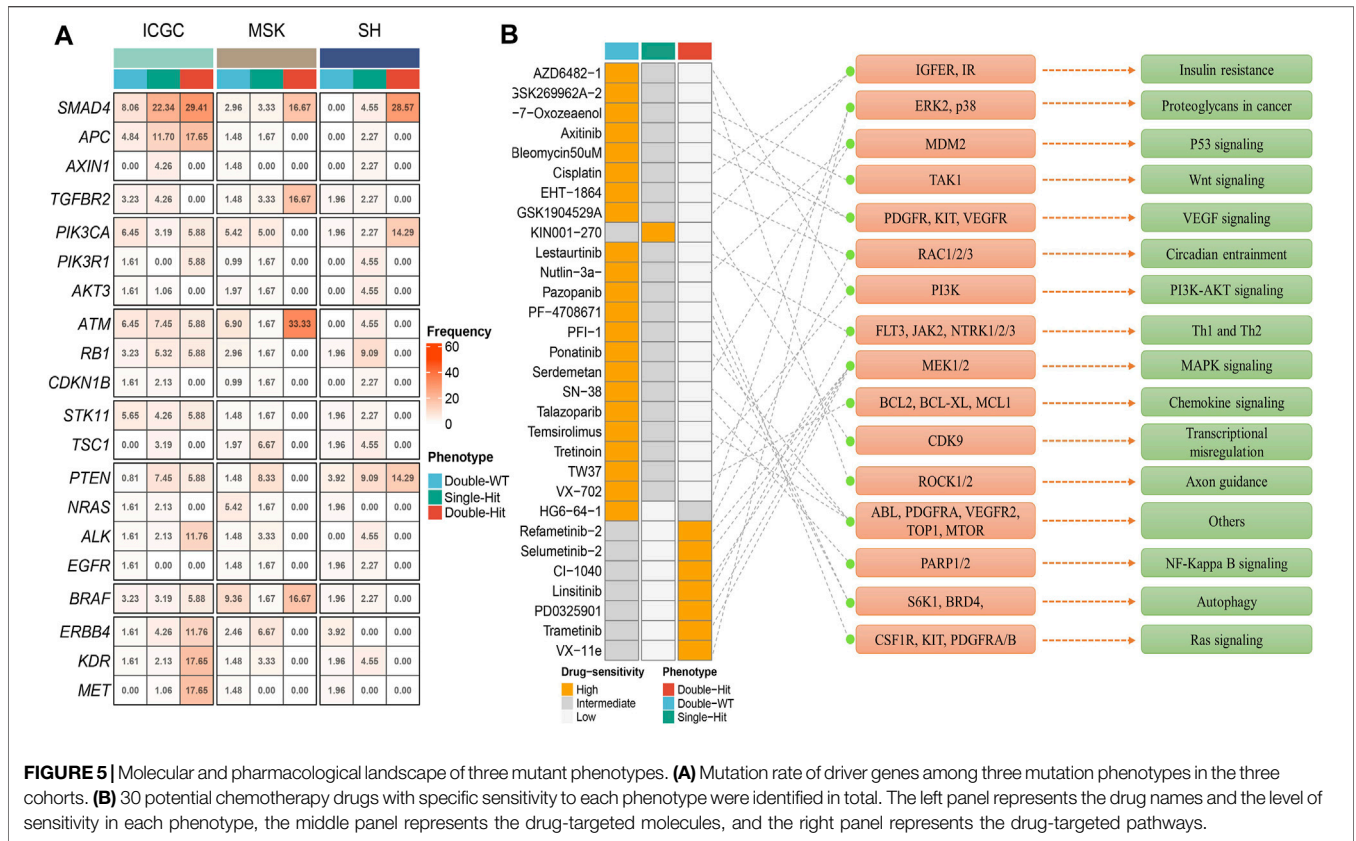 A
ICGC MSK SH
SMAD4 8.06 22.34 29.41 2.96 3.33 16.67 0.00 4.55 28.57
APC 4.84 11.70 17.65 1.48 1.67 0.00 0.00 2.27 0.00
AXIN1 0.00 4.26 0.00 1.48 0.00 0.00 0.00 2.27 0.00
TGFBR2 3.23 4.26 0.00 1.48 3.33 16.67 1.96 2.27 0.00
PIK3CA 6.45 3.19 5.88 5.42 5.00 0.00 1.96 2.27 14.29
PIK3R1 1.61 0.00 5.88 0.99 1.67 0.00 0.00 4.55 0.00
AKT3 1.61 1.06 0.00 1.97 1.67 0.00 0.00 4.55 0.00
ATM 6.45 7.45 5.88 6.90 1.67 33.33 0.00 4.55 0.00
RB1 3.23 5.32 5.88 2.96 1.67 0.00 1.96 9.09 0.00
CDKN1B 1.61 2.13 0.00 0.99 1.67 0.00 0.00 2.27 0.00
STK11 5.65 4.26 5.88 1.48 1.67 0.00 1.96 2.27 0.00
TSC1 0.00 3.19 0.00 1.97 6.67 0.00 1.96 4.55 0.00
PTEN 0.81 7.45 5.88 1.48 8.33 0.00 3.92 9.09 14.29
NRAS 1.61 2.13 0.00 5.42 1.67 0.00 0.00 0.00 0.00
ALK 1.61 2.13 11.76 1.48 3.33 0.00 0.00 4.55 0.00
EGFR 1.61 0.00 0.00 1.48 1.67 0.00 1.96 2.27 0.00
BRAF 3.23 3.19 5.88 9.36 1.67 16.67 1.96 2.27 0.00
ERBB4 1.61 4.26 11.76 2.46 6.67 0.00 3.92 0.00 0.00
KDR 1.61 2.13 17.65 1.48 3.33 0.00 1.96 4.55 0.00
MET 0.00 1.06 17.65 1.48 0.00 0.00 1.96 0.00 0.00
Frequency
60
40
20
0
Phenotype
Double-WT
Single-Hit
Double-Hit
B
AZD6482−1
GSK269962A−2
−7−Oxozeaenol
Axitinib
Bleomycin50uM
Cisplatin
EHT−1864
GSK1904529A
KIN001−270
Lestaurtinib
Nutlin−3a−
Pazopanib
PF−4708671
PFI−1
Ponatinib
Serdemetan
SN−38
Talazoparib
Temsirolimus
Tretinoin
TW37
VX−702
HG6−64−1
Refametinib−2
Selumetinib−2
CI−1040
Linsitinib
PD0325901
Trametinib
VX−11e
Drug−sensitivity
High
Intermediate
Low
Phenotype
Double−Hit
Double−WT
Single−Hit
IGFER, IR Insulin resistance
ERK2, p38 Proteoglycans in cancer
MDM2 P53 signaling
TAK1 Wnt signaling
PDGFR, KIT, VEGFR VEGF signaling
RAC1/2/3 Circadian entrainment
PI3K PI3K-AKT signaling
FLT3, JAK2, NTRK1/2/3 Th1 and Th2
MEK1/2 MAPK signaling
BCL2, BCL-XL, MCL1 Chemokine signaling
CDK9 Transcriptional
misregulation
ROCK1/2 Axon guidance
ABL, PDGFRA, VEGFR2, Others
TOP1, MTOR
PARP1/2 NF-Kappa B signaling
S6K1, BRD4, Autophagy
CSF1R, KIT, PDGFRA/B Ras signaling
FIGURE 5 | Molecular and pharmacological landscape of three mutant phenotypes. (A) Mutation rate of driver genes among three mutation phenotypes in the three
cohorts. (B) 30 potential chemotherapy drugs with specific sensitivity to each phenotype were identified in total. The left panel represents the drug names and the level of
sensitivity in each phenotype, the middle panel represents the drug-targeted molecules, and the right panel represents the drug-targeted pathways.